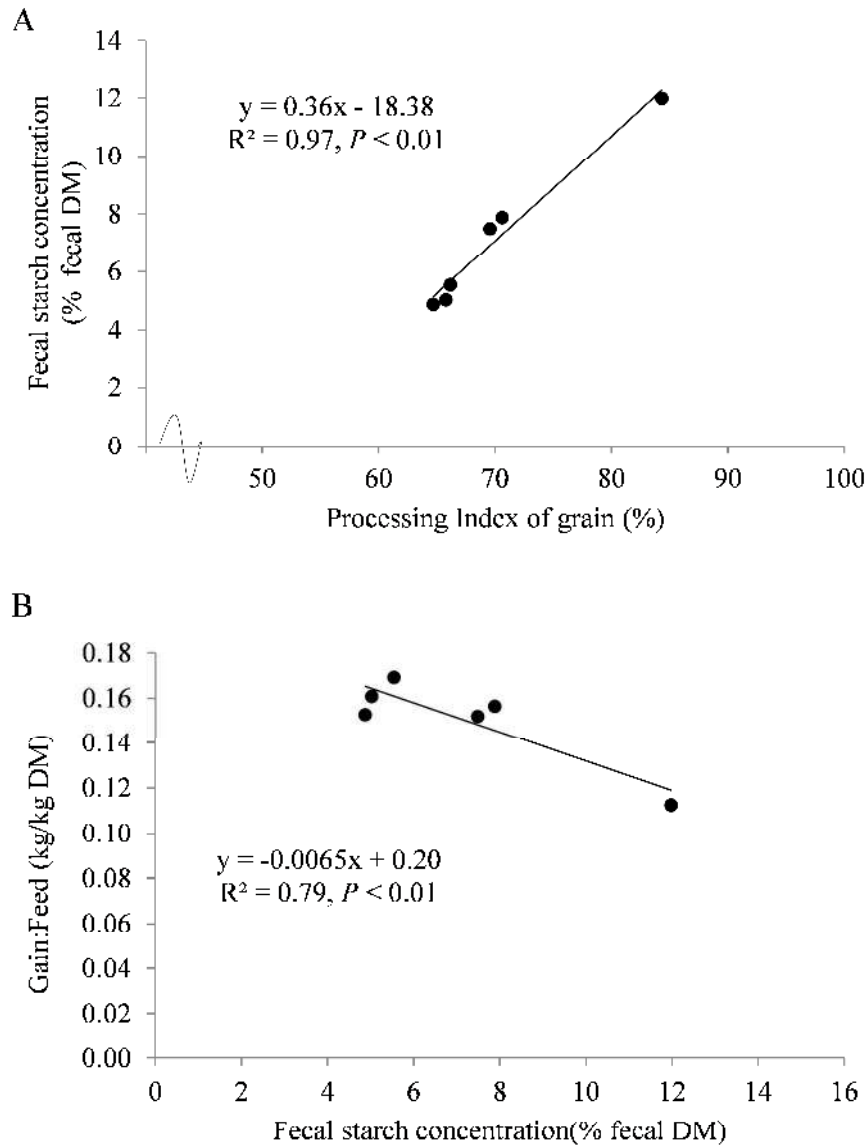 A
14
12
10
8
6
4
2
0
y = 0.36x - 18.38
R² = 0.97, P < 0.01
Fecal starch concentration
(% fecal DM)
50 60 70 80 90 100
Processing Index of grain (%)
B
0.18
0.16
0.14
0.12
0.10
0.08
0.06
0.04
0.02
0.00
y = -0.0065x + 0.20
R² = 0.79, P < 0.01
Gain:Feed (kg/kg DM)
0 2 4 6 8 10 12 14 16
Fecal starch concentration(% fecal DM)